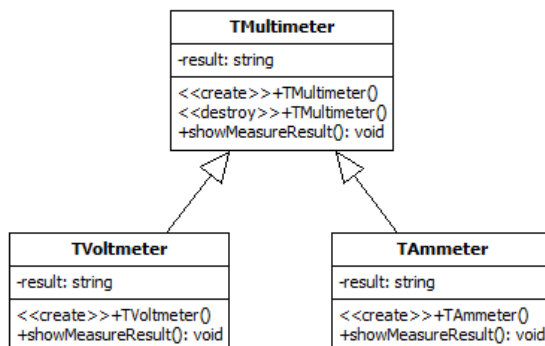 TMultimeter
-result: string
<<create>>+TMultimeter()
<<destroy>>+TMultimeter()
+showMeasureResult(): void
TVoltmeter
-result: string
<<create>>+TVoltmeter()
+showMeasureResult(): void
TAmmeter
-result: string
<<create>>+TAmmeter()
+showMeasureResult(): void